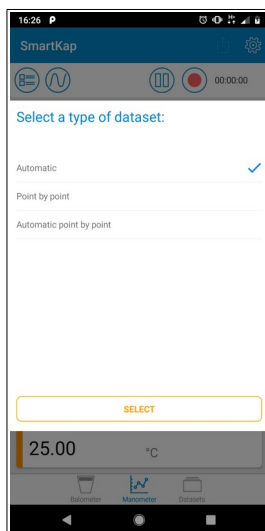 16:26
SmartKap
00:00:00
Select a type of dataset:
Automatic
Point by point
Automatic point by point
SELECT
25.00 °C
Balometer Manometer Datasets